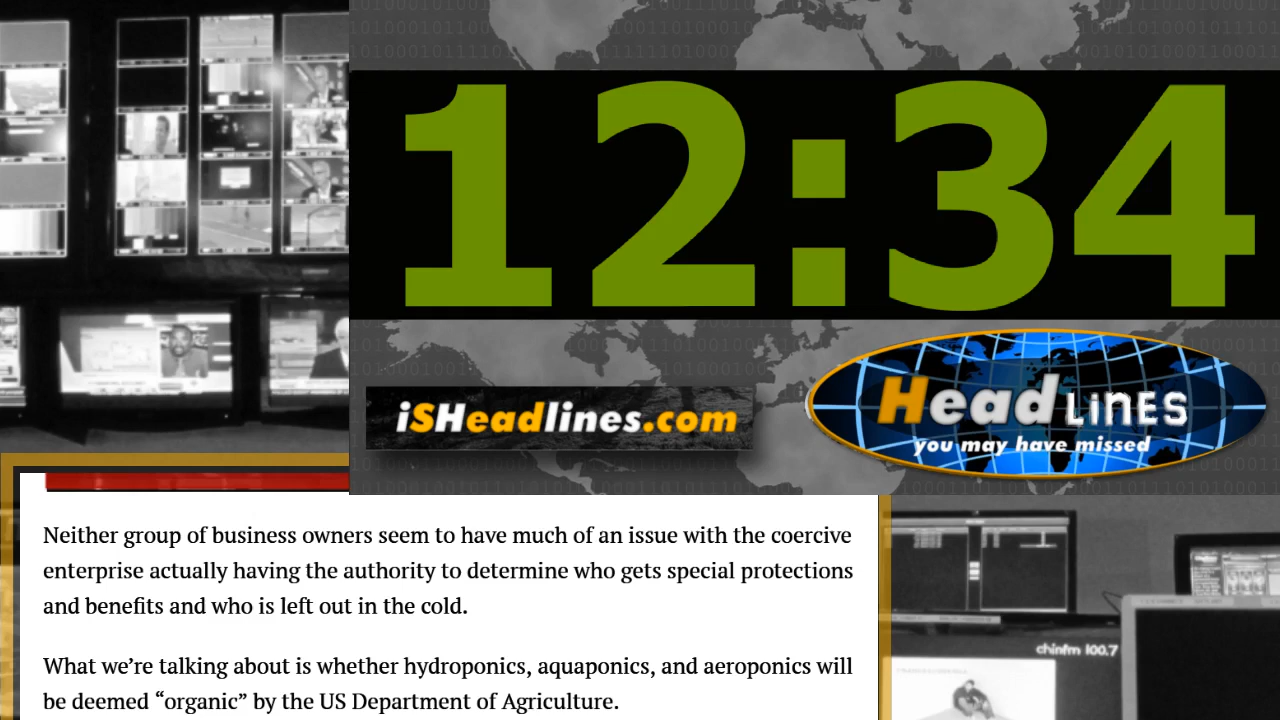 12:34
iSHeadlines.com
HeadLINES
you may have missed
Neither group of business owners seem to have much of an issue with the coercive
enterprise actually having the authority to determine who gets special protections
and benefits and who is left out in the cold.
What we’re talking about is whether hydroponics, aquaponics, and aeroponics will
be deemed “organic” by the US Department of Agriculture.
chinfm 100.7